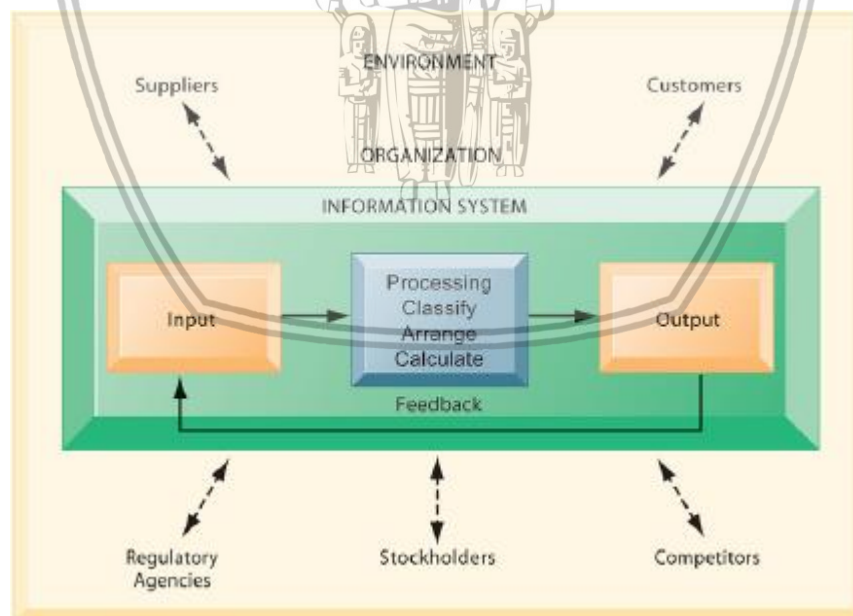 ENVIRONMENT
Suppliers
Customers
ORGANIZATION
INFORMATION SYSTEM
Input
Processing
Classify
Arrange
Calculate
Output
Feedback
Regulatory
Agencies
Stockholders
Competitors